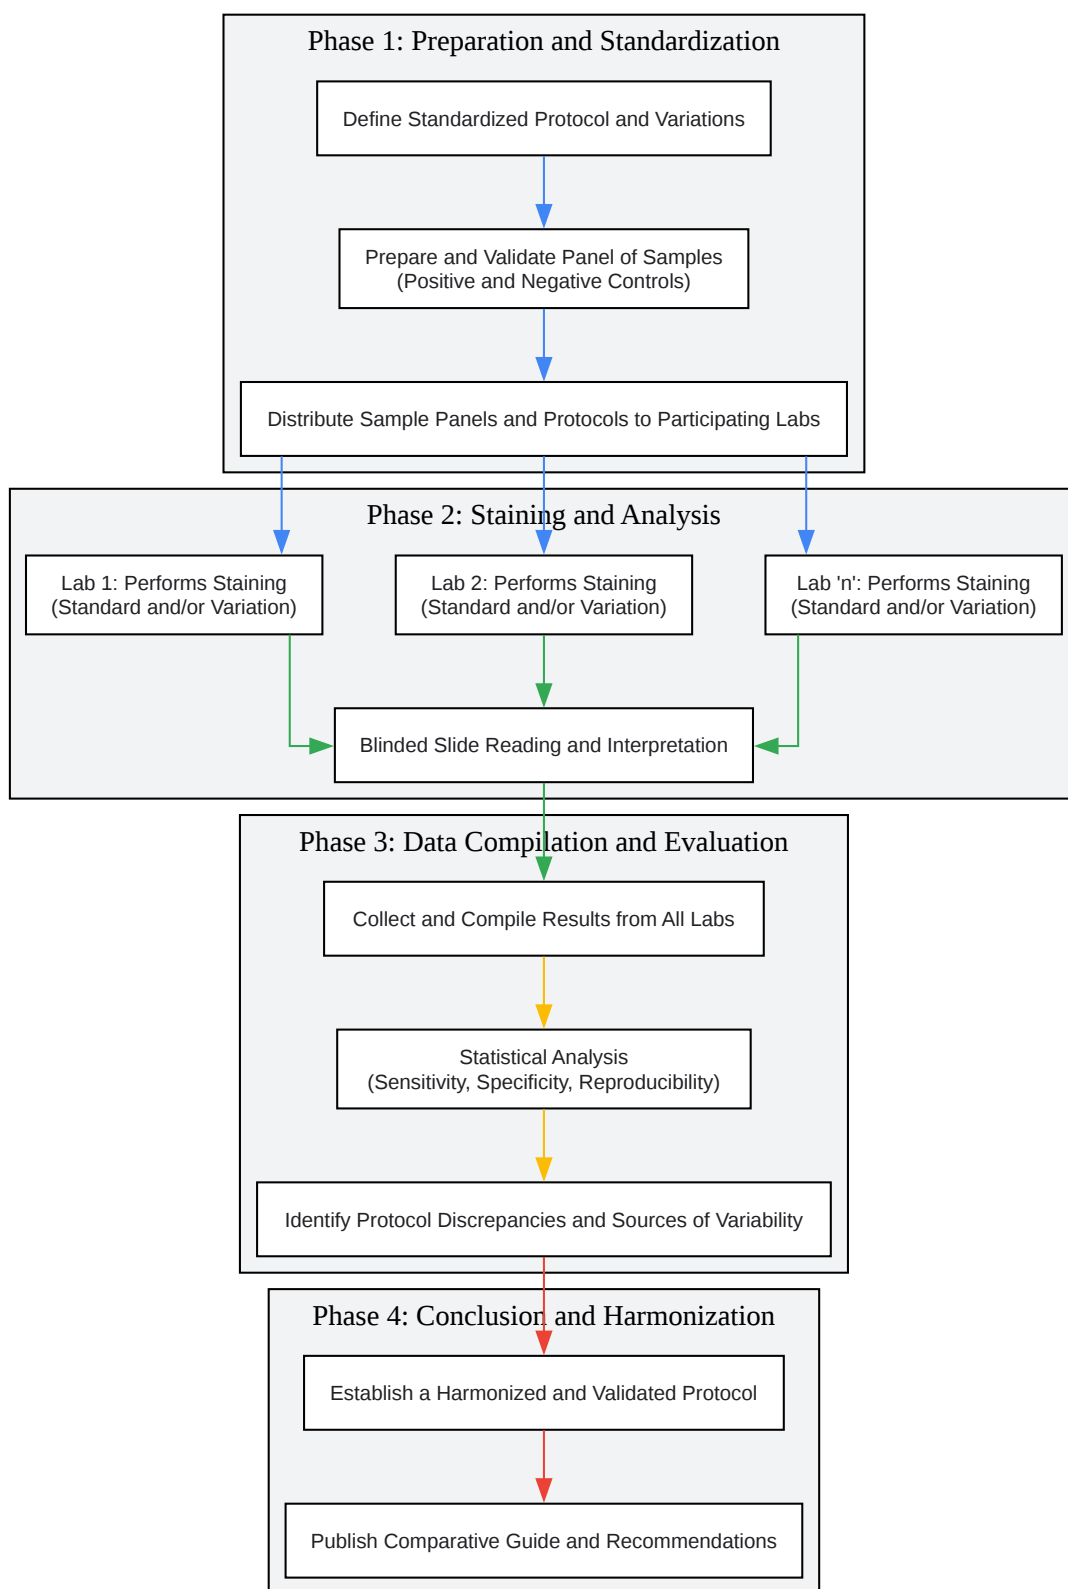 Phase 1: Preparation and Standardization
Define Standardized Protocol and Variations
Prepare and Validate Panel of Samples
(Positive and Negative Controls)
Distribute Sample Panels and Protocols to Participating Labs
Phase 2: Staining and Analysis
Lab 1: Performs Staining
(Standard and/or Variation)
Lab 2: Performs Staining
(Standard and/or Variation)
Lab 'n': Performs Staining
(Standard and/or Variation)
Blinded Slide Reading and Interpretation
Phase 3: Data Compilation and Evaluation
Collect and Compile Results from All Labs
Statistical Analysis
(Sensitivity, Specificity, Reproducibility)
Identify Protocol Discrepancies and Sources of Variability
Phase 4: Conclusion and Harmonization
Establish a Harmonized and Validated Protocol
Publish Comparative Guide and Recommendations